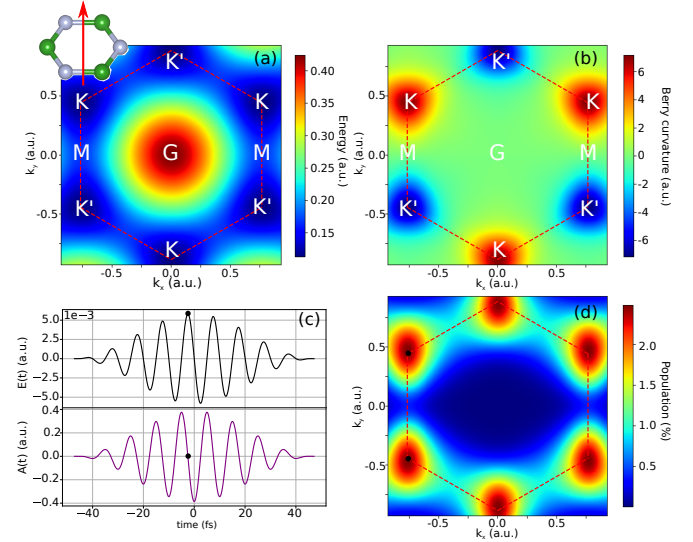 (a)
K'
K
K
M
G
M
K'
K'
K
0.5
0.0
-0.5
-0.5
0.0
0.5
k_y (a.u.)
k_x (a.u.)
0.40
0.35
0.30
0.25
0.20
0.15
Energy (a.u.)
(b)
K'
K
K
M
G
M
K'
K'
K
0.5
0.0
-0.5
-0.5
0.0
0.5
k_y (a.u.)
k_x (a.u.)
6
4
2
0
−2
−4
−6
Berry curvature (a.u.)
1e−3
(c)
5.0
2.5
0.0
−2.5
−5.0
E(t) (a.u.)
0.4
0.2
0.0
−0.2
−0.4
A(t) (a.u.)
−40
−20
0
20
40
time (fs)
(d)
0.5
0.0
-0.5
-0.5
0.0
0.5
k_y (a.u.)
k_x (a.u.)
2.0
1.5
1.0
0.5
Population (%)